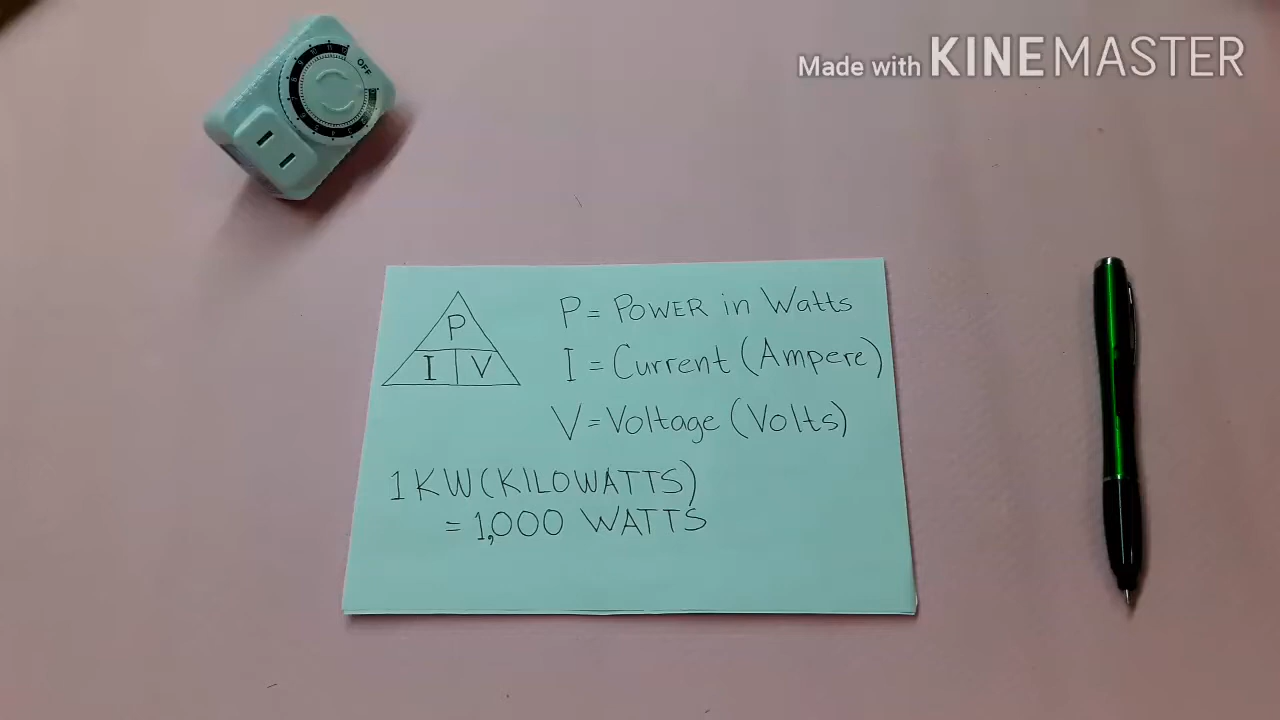 Made with KINEMASTER
OFF
P
I V
P = POWER in Watts
I = Current (Ampere)
V = Voltage (Volts)
1 KW (KILOWATTS)
= 1,000 WATTS